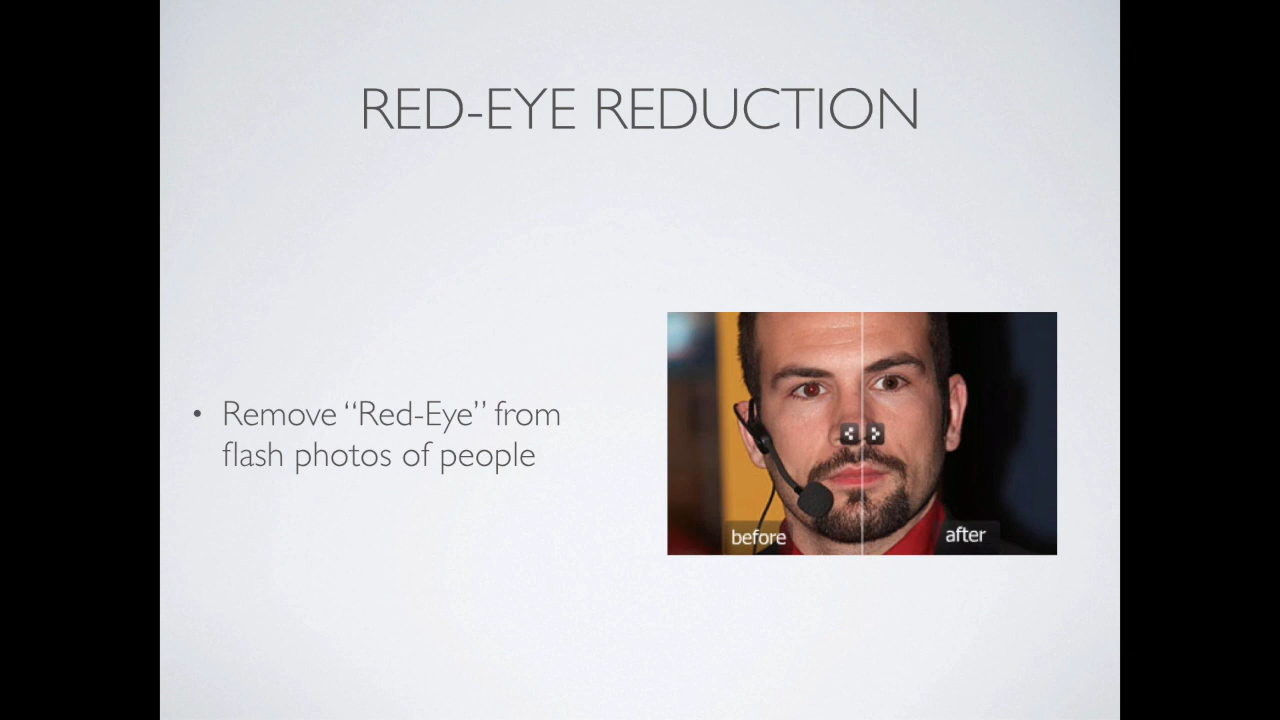 RED-EYE REDUCTION
• Remove “Red-Eye” from
flash photos of people
before
after